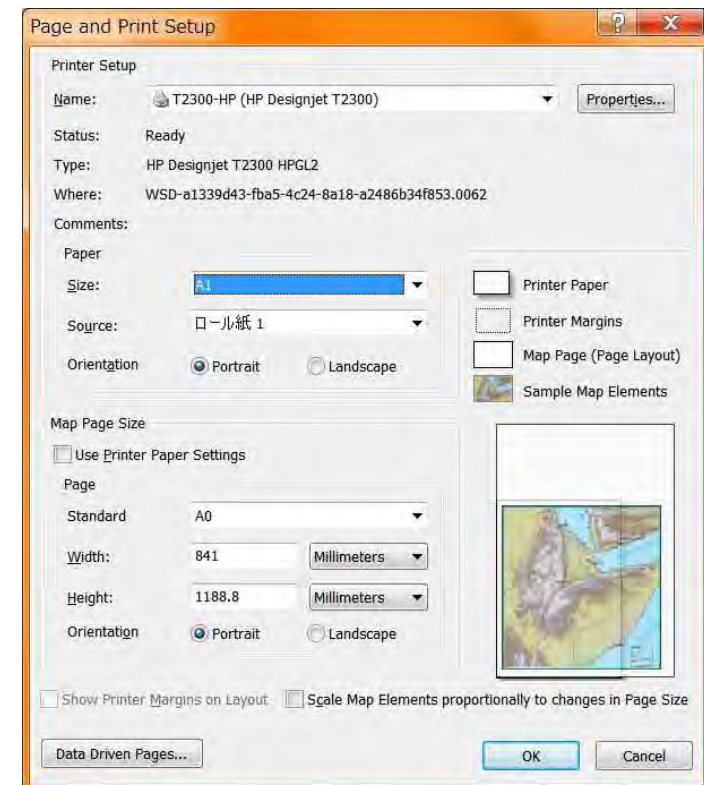 Page and Print Setup
Printer Setup
Name: T2300-HP (HP Designjet T2300) Properties...
Status: Ready
Type: HP Designjet T2300 HPGL2
Where: WSD-a1339d43-fba5-4c24-8a18-a2486b34f853.0062
Comments:
Paper
Size: A1
Source: ロール紙 1
Orientation Portrait Landscape
Printer Paper
Printer Margins
Map Page (Page Layout)
Sample Map Elements
Map Page Size
Use Printer Paper Settings
Page
Standard A0
Width: 841 Millimeters
Height: 1188.8 Millimeters
Orientation Portrait Landscape
Show Printer Margins on Layout Scale Map Elements proportionally to changes in Page Size
Data Driven Pages... OK Cancel